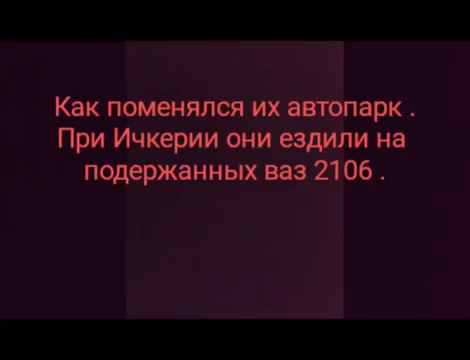 Как поменялся их автопарк .
При Ичкерии они ездили на
подержанных ваз 2106 .